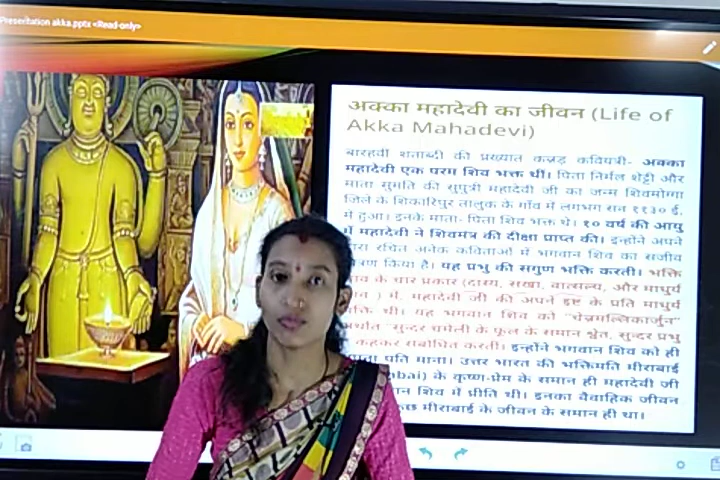 Presentation akka.pptx <Read-only>
अक्का महादेवी का जीवन (Life of
Akka Mahadevi)
बारहवी शताब्दी की प्रख्यात कन्नड़ कवियत्री- अक्का
महादेवी एक परम शिव भक्त थी। पिता निर्मल शेट्टी और
माता सुमति की सुपुत्री महादेवी जी का जन्म शिवमोग्गा
जिले के शिकारिपुर तालुक के गाँव में लगभग सन ११३० ई.
में हुआ। इनके माता- पिता शिव भक्त थे। १० वर्ष की आयु
में महादेवी ने शिवमंत्र की दीक्षा प्राप्त की। इन्होंने अपने
रचित अनेक कविताओं में भगवान शिव का सजीव
किया है। यह प्रभु की सगुण भक्ति करती। भक्ति
के चार प्रकार (दास्य, सखा, वात्सल्य, और माधुर्य
) में, महादेवी जी की अपने इष्ट के प्रति माधुर्य
थी। यह भगवान शिव को "चेन्नमल्लिकार्जुन"
अर्थात "सुन्दर चमेली के फूल के समान श्वेत, सुन्दर प्रभु
कहकर संबोधित करती। इन्होंने भगवान शिव को ही
पति माना। उत्तर भारत की भक्तिमति मीराबाई
के कृष्ण-प्रेम के समान ही महादेवी जी
शिव में प्रीति थी। इनका वैवाहिक जीवन
कुछ मीराबाई के जीवन के समान ही था।